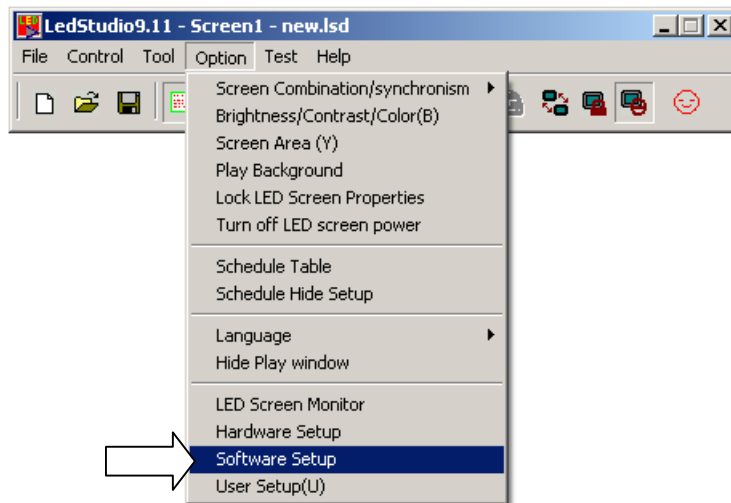 LED
LedStudio9.11 - Screen1 - new.lsd
File Control Tool Option Test Help
Screen Combination/synchronism
Brightness/Contrast/Color(B)
Screen Area (Y)
Play Background
Lock LED Screen Properties
Turn off LED screen power
Schedule Table
Schedule Hide Setup
Language
Hide Play window
LED Screen Monitor
Hardware Setup
Software Setup
User Setup(U)